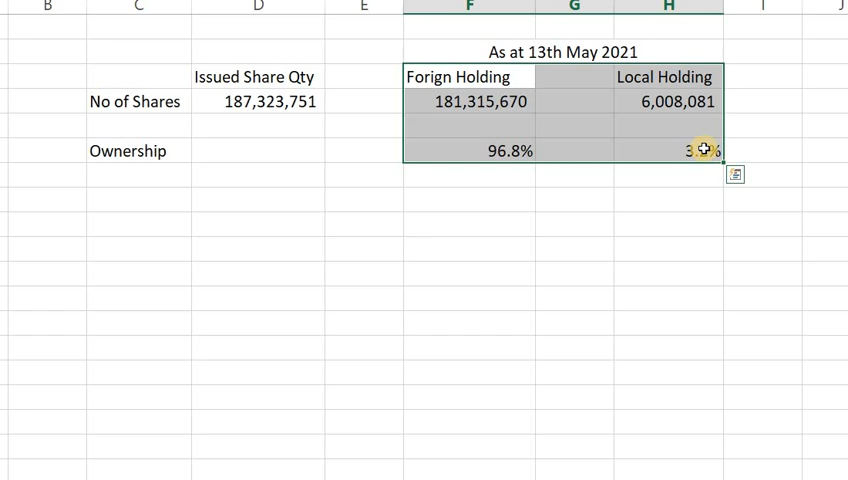 B C D E F G H I J
As at 13th May 2021
Issued Share Qty Forign Holding Local Holding
No of Shares 187,323,751 181,315,670 6,008,081
Ownership 96.8%